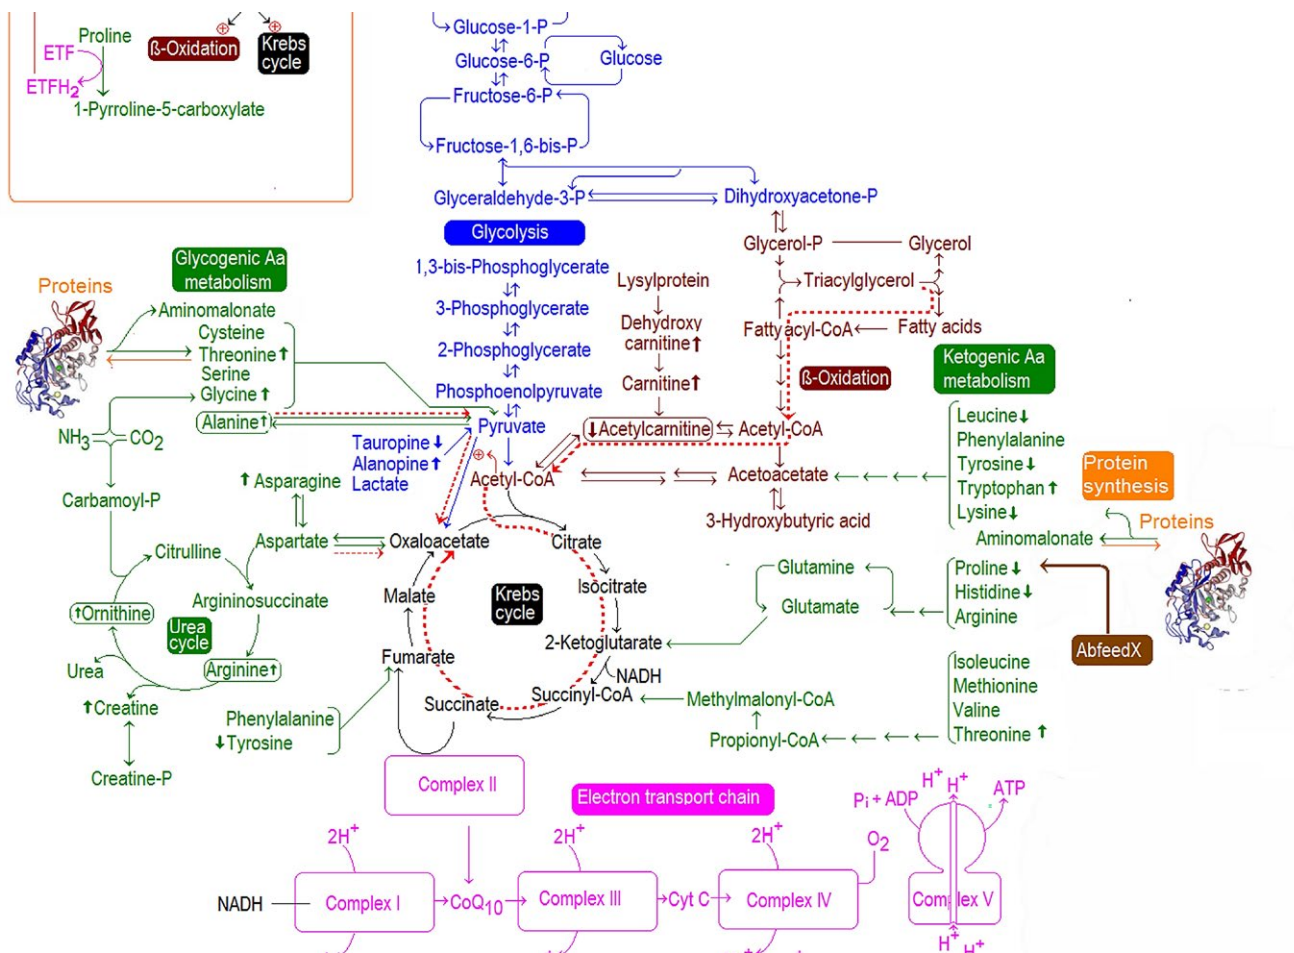 Proline
ETF
ETFH2
1-Pyrroline-5-carboxylate
ß-Oxidation
Krebs
cycle
Glucose-1-P
Glucose-6-P
Glucose
Fructose-6-P
Fructose-1,6-bis-P
Glyceraldehyde-3-P
Dihydroxyacetone-P
Glycolysis
Glycerol-P
Glycerol
Glycogenic Aa
metabolism
1,3-bis-Phosphoglycerate
Lysylprotein
Triacylglycerol
Proteins
Aminomalonate
3-Phosphoglycerate
Dehydroxy
carnitine↑
Cysteine
Fatty acyl-CoA
Fatty acids
Threonine↑
2-Phosphoglycerate
Ketogenic Aa
metabolism
Serine
Glycine↑
Phosphoenolpyruvate
Carnitine↑
ß-Oxidation
Alanine↑
Pyruvate
↓Acetylcarnitine
Acetyl-CoA
Leucine↓
Phenylalanine
Tyrosine↓
Tryptophan↑
Lysine↓
NH3
CO2
Tauropine↓
Alanopine↑
Lactate
Acetyl-CoA
Acetoacetate
Protein
synthesis
↑Asparagine
Carbamoyl-P
3-Hydroxybutyric acid
Proteins
Aminomalonate
Citrulline
Aspartate
Oxaloacetate
Citrate
Glutamine
Proline↓
Histidine↓
Arginine
Isocitrate
Malate
Krebs
cycle
Argininosuccinate
Glutamate
↑Ornithine
Urea
cycle
2-Ketoglutarate
AbfeedX
Fumarate
Urea
Arginine↑
NADH
Isoleucine
Methionine
Valine
Threonine↑
Succinyl-CoA
Methylmalonyl-CoA
Succinate
↑Creatine
Phenylalanine
↓Tyrosine
Propionyl-CoA
Creatine-P
Complex II
Electron transport chain
H+
H+
ATP
Pi + ADP
2H+
2H+
2H+
O2
NADH
Complex I
CoQ10
Complex III
Cyt C
Complex IV
Complex V
H+
H+